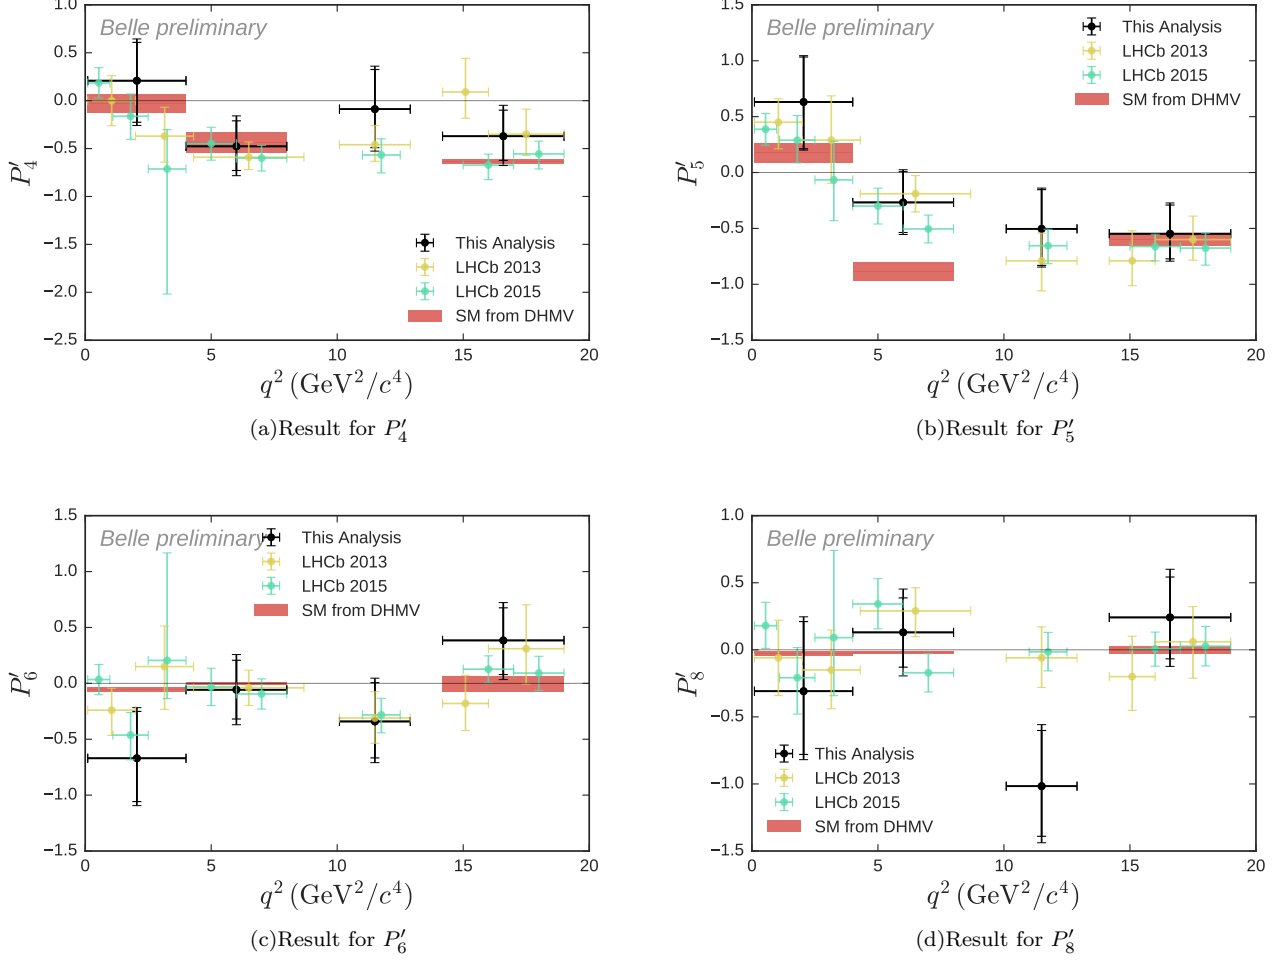 Belle preliminary
1.0
0.5
0.0
−0.5
−1.0
−1.5
−2.0
−2.5
P′4
This Analysis
LHCb 2013
LHCb 2015
SM from DHMV
0 5 10 15 20
q² (GeV²/c⁴)
(a)Result for P′4
Belle preliminary
1.5
1.0
0.5
0.0
−0.5
−1.0
−1.5
P′5
This Analysis
LHCb 2013
LHCb 2015
SM from DHMV
0 5 10 15 20
q² (GeV²/c⁴)
(b)Result for P′5
Belle preliminary
1.5
1.0
0.5
0.0
−0.5
−1.0
−1.5
P′6
This Analysis
LHCb 2013
LHCb 2015
SM from DHMV
0 5 10 15 20
q² (GeV²/c⁴)
(c)Result for P′6
Belle preliminary
1.0
0.5
0.0
−0.5
−1.0
−1.5
P′8
This Analysis
LHCb 2013
LHCb 2015
SM from DHMV
0 5 10 15 20
q² (GeV²/c⁴)
(d)Result for P′8